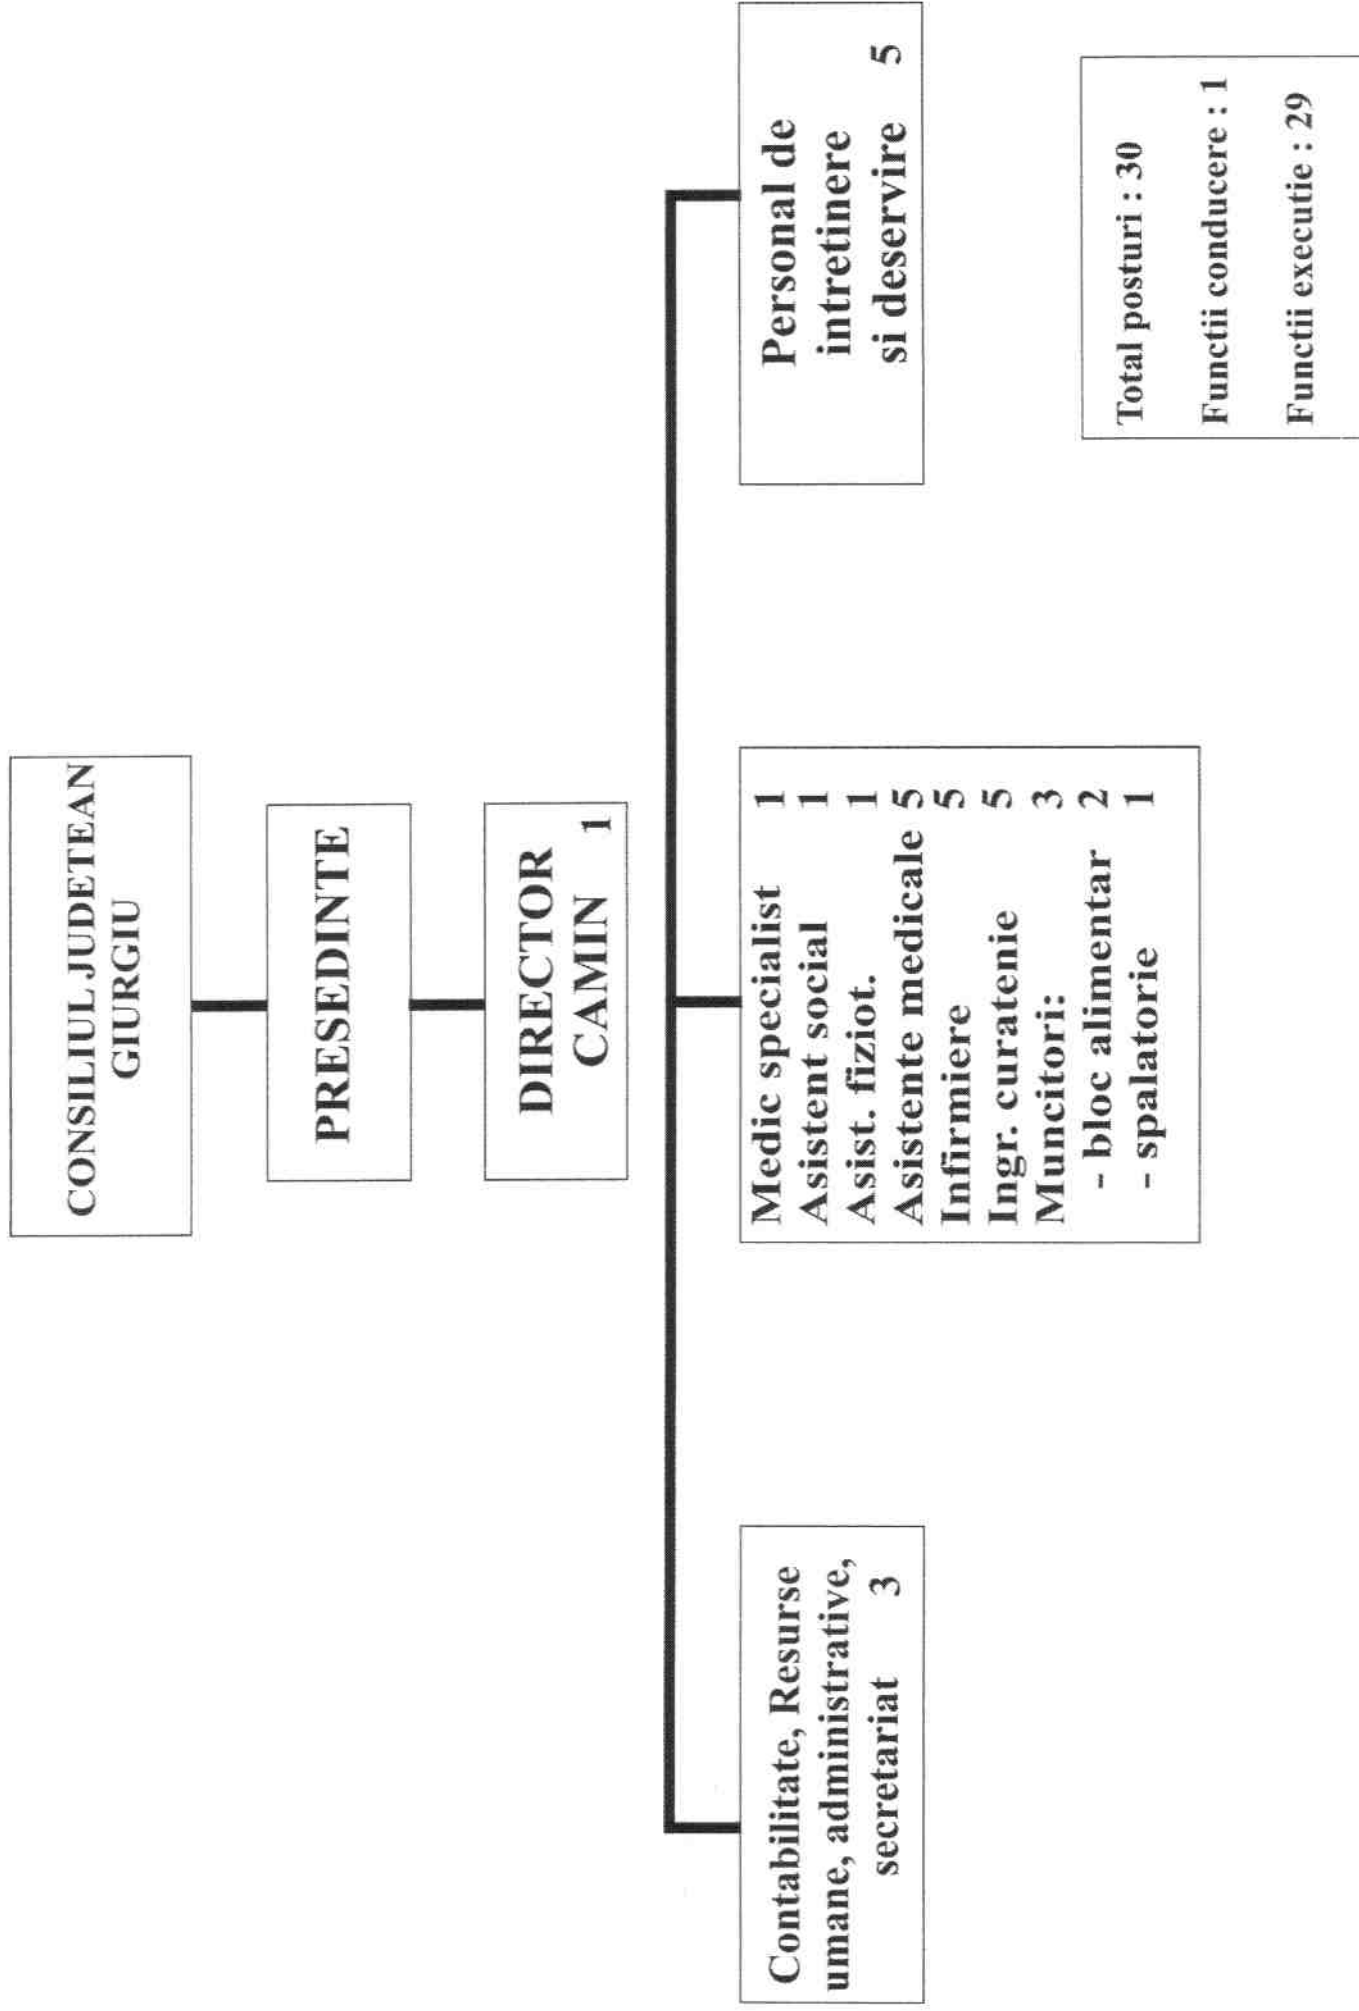 CONSILIUL JUDETEAN
GIURGIU
PRESEDINTE
DIRECTOR
CAMIN 1
Contabilitate, Resurse
umane, administrative,
secretariat 3
Medic specialist 1
Asistent social 1
Asist. fiziot. 1
Asistente medicale 5
Infirmiere 5
Ingr. curatenie 5
Muncitori: 3
- bloc alimentar 2
- spalatorie 1
Personal de
intretinere
si deservire 5
Total posturi : 30
Functii conducere : 1
Functii executie : 29